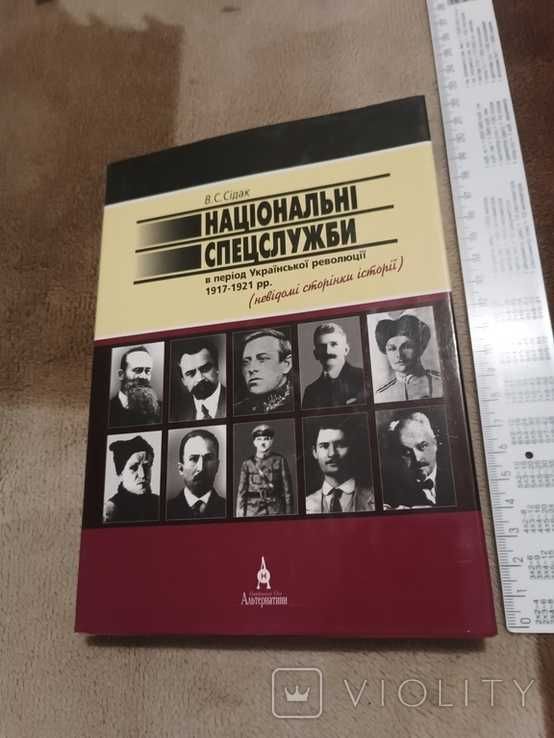 В.С.Сідак
НАЦІОНАЛЬНІ
СПЕЦСЛУЖБИ
в період Української революції
1917-1921 рр.
(невідомі сторінки історії)
Альтернативи
VIOLITY